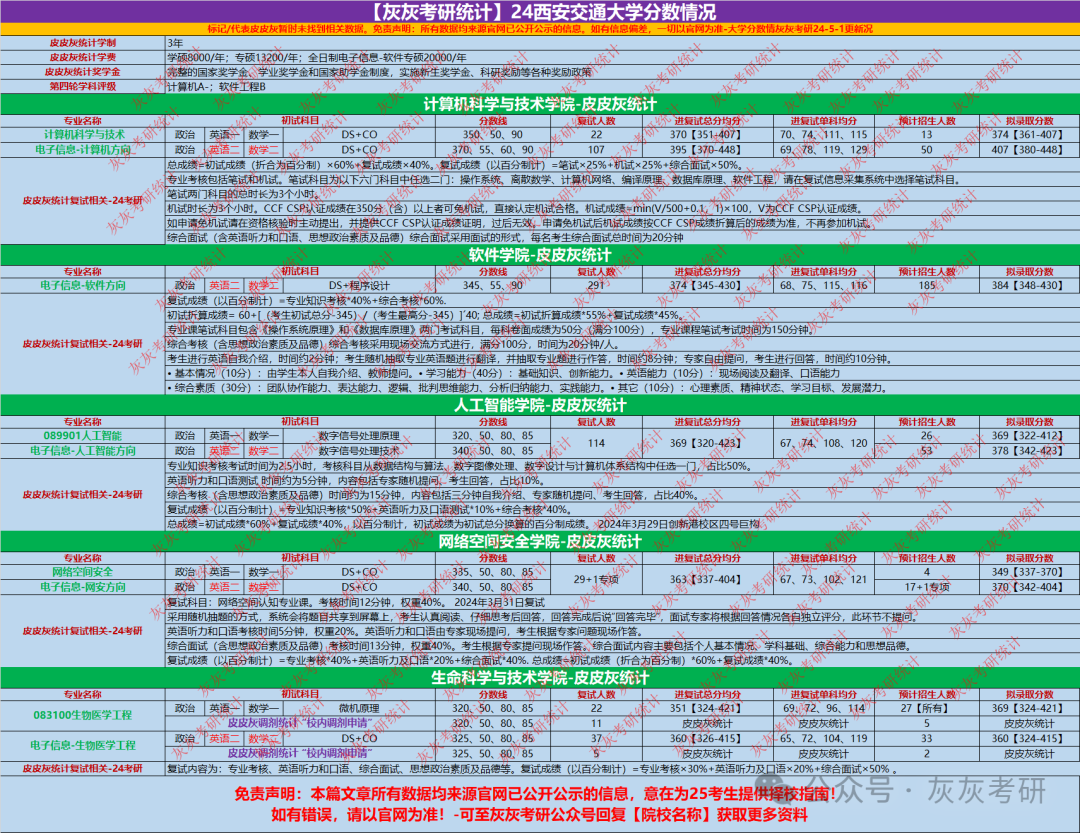 【灰灰考研统计】24西安交通大学分数情况
标记/代表皮皮灰暂时未找到相关数据。免责声明：所有数据均来源官网已公开公示的信息。如有信息偏差，一切以官网为准-大学分数情灰灰考研24-5-1更新况
皮皮灰统计学制 3年
皮皮灰统计学费 学硕8000/年；专硕13200/年；全日制电子信息-软件专硕20000/年
皮皮灰统计奖学金 完整的国家奖学金、学业奖学金和国家助学金制度，实施新生奖学金、科研奖励等各种奖励政策
第四轮学科评级 计算机A-；软件工程B
计算机科学与技术学院-皮皮灰统计
专业名称 初试科目 分数线 复试人数 进复试总分均分 进复试单科均分 预计招生人数 拟录取分数
计算机科学与技术 政治 英语一 数学一 DS+CO 350、50、90 22 370【351-407】 70、74、111、115 13 374【361-407】
电子信息-计算机方向 政治 英语二 数学二 DS+CO 370、55、60、90 107 395【370-448】 69、78、119、129 50 407【380-448】
皮皮灰统计复试相关-24考研
总成绩=初试成绩（折合为百分制）×60%+复试成绩×40%。复试成绩（以百分制计）=笔试×25%+机试×25%+综合面试×50%。
专业考核包括笔试和机试。笔试科目为以下六门科目中任选二门：操作系统、离散数学、计算机网络、编译原理、数据库原理、软件工程，请在复试信息采集系统中选择笔试科目。
笔试两门科目的总时长为3个小时。
机试时长为3个小时。CCF CSP认证成绩在350分（含）以上者可免机试，直接认定机试合格。机试成绩=min(V/500+0.1，1)×100，V为CCF CSP认证成绩。
如申请免机试请在资格核验时主动提出，并提供CCF CSP认证成绩证明，过后无效。申请免机试后机试成绩按CCF CSP成绩折算后的成绩为准，不再参加机试。
综合面试（含英语听力和口语、思想政治素质及品德）综合面试采用面试的形式，每名考生综合面试总时间为20分钟
软件学院-皮皮灰统计
专业名称 初试科目 分数线 复试人数 进复试总分均分 进复试单科均分 预计招生人数 拟录取分数
电子信息-软件方向 政治 英语二 数学二 DS+程序设计 345、55、90 291 374【345-430】 68、75、115、116 185 384【348-430】
皮皮灰统计复试相关-24考研
复试成绩（以百分制计）=专业知识考核*40%+综合考核*60%.
初试折算成绩= 60+[（考生初试总分-345）/（考生最高分-345）]´40; 总成绩=初试折算成绩*55%+复试成绩*45%。
专业课笔试科目包含《操作系统原理》和《数据库原理》两门考试科目，每科卷面成绩为50分（满分100分），专业课程笔试考试时间为150分钟。
综合考核（含思想政治素质及品德）综合考核采用现场交流方式进行，满分100分，时间为20分钟/人。
考生进行英语自我介绍，时间约2分钟；考生随机抽取专业英语题进行翻译，并抽取专业题进行作答，时间约8分钟；专家自由提问，考生进行回答，时间约10分钟。
• 基本情况（10分）：由学生本人自我介绍、教师提问。• 学习能力（40分）：基础知识、创新能力。• 英语能力（10分）：现场阅读及翻译、口语能力
• 综合素质（30分）：团队协作能力、表达能力、逻辑、批判思维能力、分析归纳能力、实践能力。• 其它（10分）：心理素质、精神状态、学习目标、发展潜力。
人工智能学院-皮皮灰统计
专业名称 初试科目 分数线 复试人数 进复试总分均分 进复试单科均分 预计招生人数 拟录取分数
089901人工智能 政治 英语一 数学一 数字信号处理原理 320、50、80、85 114 369【320-423】 67、74、108、120 26 369【322-412】
电子信息-人工智能方向 政治 英语二 数学二 数字信号处理技术 340、50、80、85 53 378【342-423】
皮皮灰统计复试相关-24考研
专业知识考核考试时间为2.5小时，考核科目从数据结构与算法、数字图像处理、数字设计与计算机体系结构中任选一门，占比50%。
英语听力和口语测试 时间约为5分钟，内容包括专家随机提问、考生回答，占比10%。
综合考核（含思想政治素质及品德）时间约为15分钟，内容包括三分钟自我介绍、专家随机提问、考生回答，占比40%。
复试成绩（以百分制计）=专业知识考核*50%+英语听力及口语测试*10%+综合考核*40%。
总成绩=初试成绩*60%+复试成绩*40%，以百分制计，初试成绩为初试总分换算的百分制成绩。 2024年3月29日创新港校区四号巨构
网络空间安全学院-皮皮灰统计
专业名称 初试科目 分数线 复试人数 进复试总分均分 进复试单科均分 预计招生人数 拟录取分数
网络空间安全 政治 英语一 数学一 DS+CO 335、50、80、85 29+1专项 363【337-404】 67、73、102、121 4 349【337-370】
电子信息-网安方向 政治 英语二 数学二 DS+CO 340、50、80、85 17+1专项 370【342-404】
皮皮灰统计复试相关-24考研
复试科目：网络空间认知专业课。考核时间12分钟，权重40%。 2024年3月31日复试
采用随机抽题的方式，系统会将题目共享到屏幕上，考生认真阅读、仔细思考后回答，回答完成后说"回答完毕"，面试专家将根据回答情况各自独立评分，此环节不提问。
英语听力和口语考核时间5分钟，权重20%。英语听力和口语由专家现场提问，考生根据专家问题现场作答。
综合面试（含思想政治素质及品德）考核时间13分钟，权重40%。考生根据专家提问现场作答。综合面试内容主要包括个人基本情况、学科基础、综合能力和思想品德。
复试成绩（以百分制计）=专业考核*40%+英语听力及口语*20%+综合面试*40%. 总成绩=初试成绩（折合为百分制）*60%+复试成绩*40%。
生命科学与技术学院-皮皮灰统计
专业名称 初试科目 分数线 复试人数 进复试总分均分 进复试单科均分 预计招生人数 拟录取分数
083100生物医学工程 政治 英语一 数学一 微机原理 320、50、80、85 22 351【324-421】 69、72、96、114 27【所有】 369【324-421】
皮皮灰调剂统计 "校内调剂申请" 320、50、80、85 11 皮皮灰统计 皮皮灰统计 5 皮皮灰统计
电子信息-生物医学工程 政治 英语二 数学二 DS+CO 325、50、80、85 37 360【326-415】 65、72、104、119 33 360【324-415】
皮皮灰调剂统计 "校内调剂申请" 325、50、80、85 5 皮皮灰统计 皮皮灰统计 2 皮皮灰统计
皮皮灰统计复试相关-24考研 复试内容为：专业考核、英语听力和口语、综合面试、思想政治素质及品德等。复试成绩（以百分制计）=专业考核×30%+英语听力及口语×20%+综合面试×50% 。
免责声明：本篇文章所有数据均来源官网已公开公示的信息，意在为25考生提供择校指南！
如有错误，请以官网为准！-可至灰灰考研公众号回复【院校名称】获取更多资料
公众号 · 灰灰考研